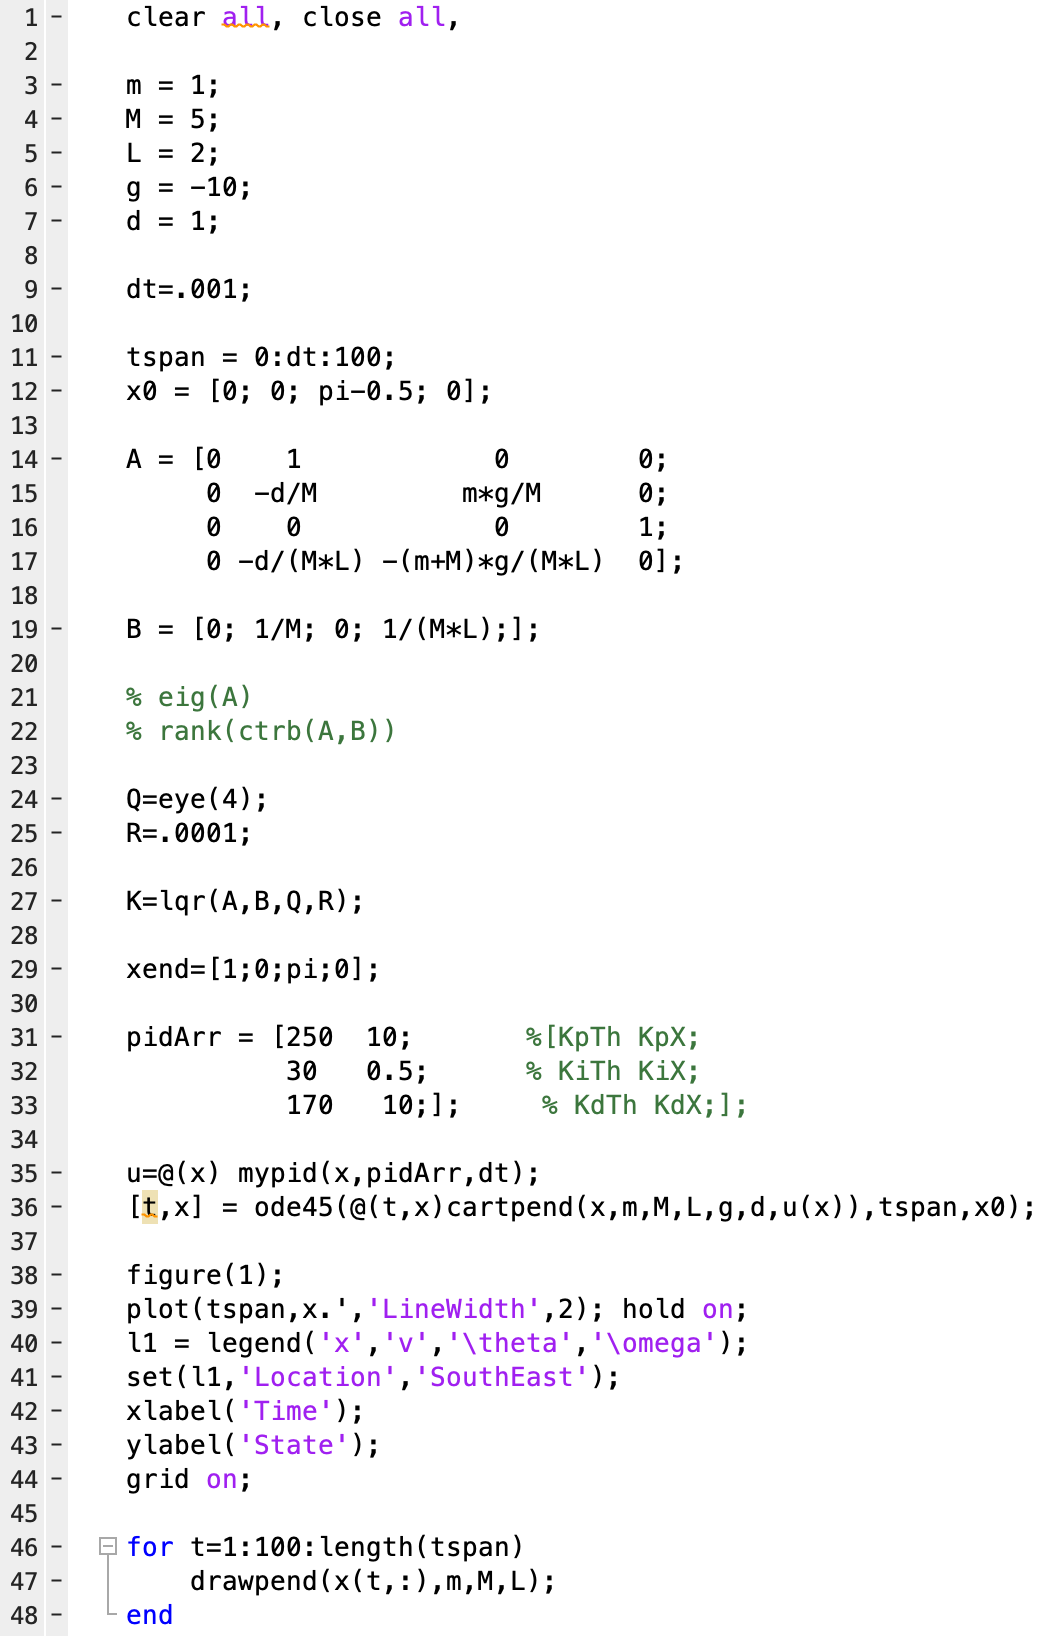 1 - clear all, close all,
2
3 - m = 1;
4 - M = 5;
5 - L = 2;
6 - g = -10;
7 - d = 1;
8
9 - dt=.001;
10
11 - tspan = 0:dt:100;
12 - x0 = [0; 0; pi-0.5; 0];
13
14 - A = [0    1            0        0;
15      0  -d/M         m*g/M      0;
16      0    0            0        1;
17      0 -d/(M*L) -(m+M)*g/(M*L)  0];
18
19 - B = [0; 1/M; 0; 1/(M*L);];
20
21 % eig(A)
22 % rank(ctrb(A,B))
23
24 - Q=eye(4);
25 - R=.0001;
26
27 - K=lqr(A,B,Q,R);
28
29 - xend=[1;0;pi;0];
30
31 - pidArr = [250  10;       %[KpTh KpX;
32           30   0.5;      % KiTh KiX;
33           170   10;];     % KdTh KdX;];
34
35 - u=@(x) mypid(x,pidArr,dt);
36 - [t,x] = ode45(@(t,x)cartpend(x,m,M,L,g,d,u(x)),tspan,x0);
37
38 - figure(1);
39 - plot(tspan,x.','LineWidth',2); hold on;
40 - l1 = legend('x','v','\theta','\omega');
41 - set(l1,'Location','SouthEast');
42 - xlabel('Time');
43 - ylabel('State');
44 - grid on;
45
46 - for t=1:100:length(tspan)
47 -     drawpend(x(t,:),m,M,L);
48 - end